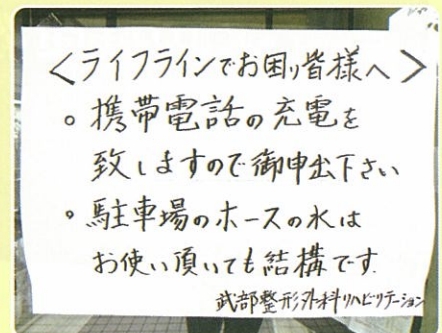 <ライフラインでお困り皆様へ>
。携帯電話の充電を
致しますので御申出下さい
。駐車場のホースの水は
お使い頂いても結構です.
武部整形外科リハビリテーション